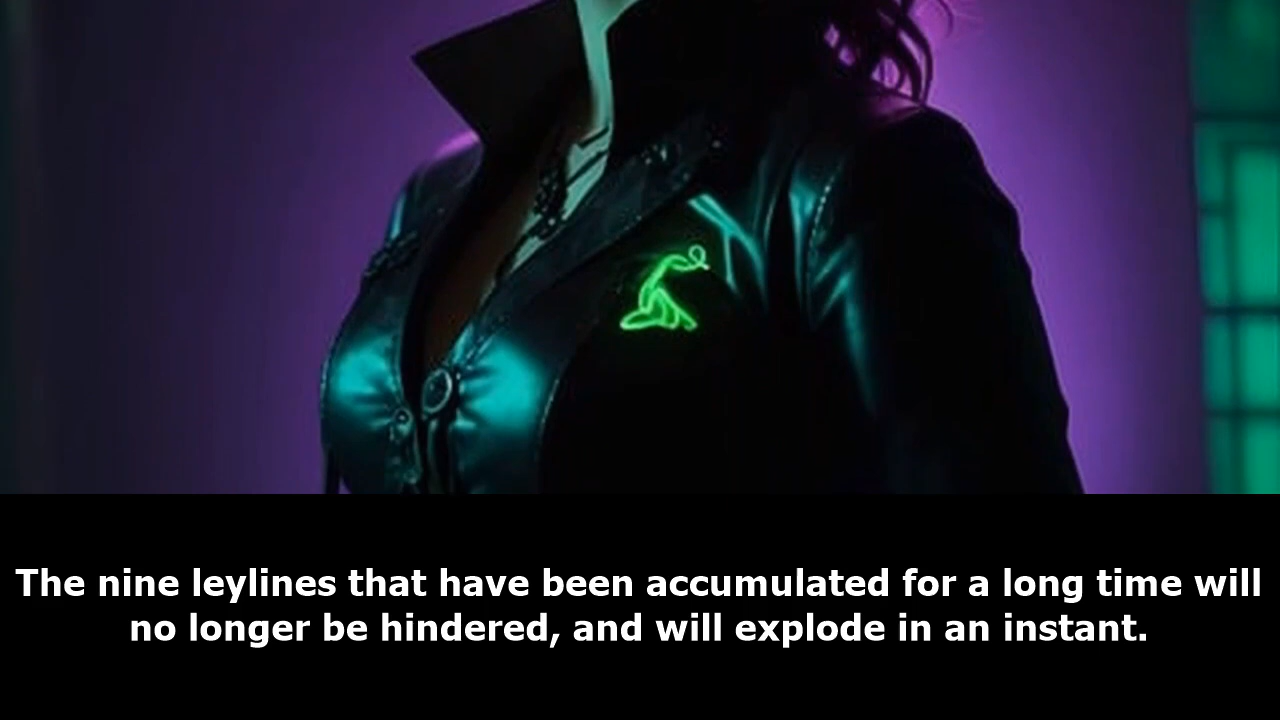 The nine leylines that have been accumulated for a long time will
no longer be hindered, and will explode in an instant.